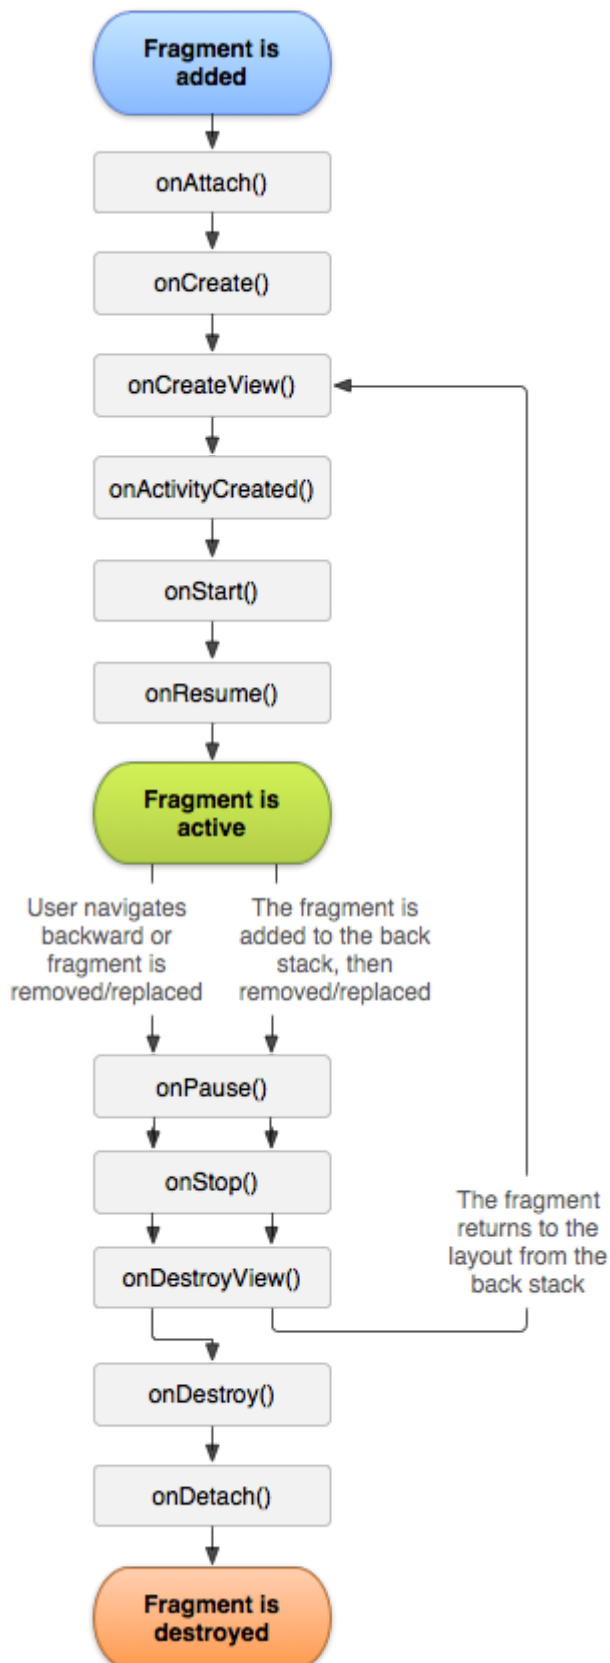 Fragment is
added
onAttach()
onCreate()
onCreateView()
onActivityCreated()
onStart()
onResume()
Fragment is
active
User navigates
backward or
fragment is
removed/replaced
The fragment is
added to the back
stack, then
removed/replaced
onPause()
onStop()
onDestroyView()
The fragment
returns to the
layout from the
back stack
onDestroy()
onDetach()
Fragment is
destroyed